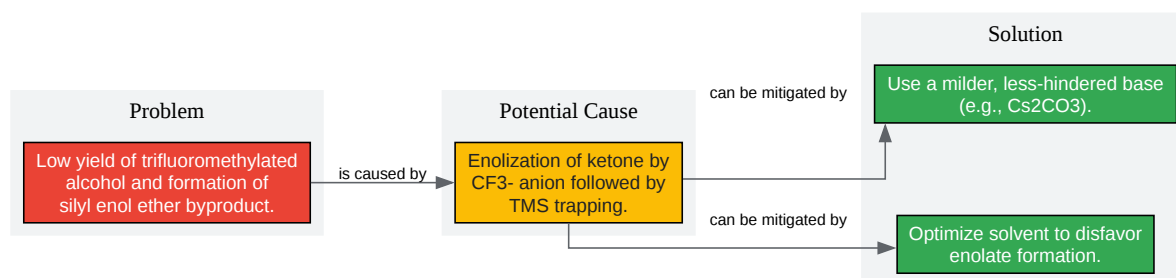 Problem
Low yield of trifluoromethylated
alcohol and formation of
silyl enol ether byproduct.
is caused by
Potential Cause
Enolization of ketone by
CF3- anion followed by
TMS trapping.
can be mitigated by
can be mitigated by
Solution
Use a milder, less-hindered base
(e.g., Cs2CO3).
Optimize solvent to disfavor
enolate formation.